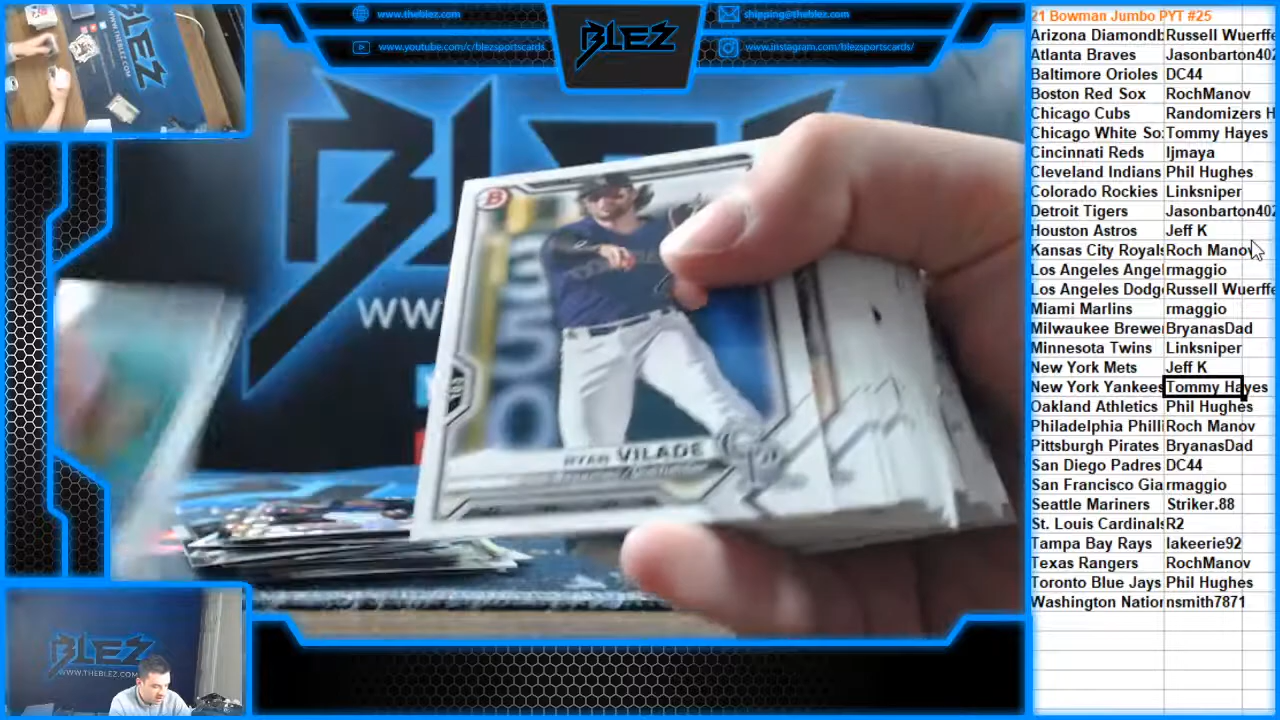 www.theblez.com
www.youtube.com/c/blezsportscards
BLEZ
shipping@theblez.com
www.instagram.com/blezsportscards/
WW
B
RYAN VILADE
BLEZ
WWW.THEBLEZ.COM
21 Bowman Jumbo PYT #25
Arizona Diamondb Russell Wuerffe
Atlanta Braves Jasonbarton402
Baltimore Orioles DC44
Boston Red Sox RochManov
Chicago Cubs Randomizers H
Chicago White So Tommy Hayes
Cincinnati Reds ljmaya
Cleveland Indians Phil Hughes
Colorado Rockies Linksniper
Detroit Tigers Jasonbarton402
Houston Astros Jeff K
Kansas City Royals Roch Manov
Los Angeles Angel rmaggio
Los Angeles Dodge Russell Wuerffe
Miami Marlins rmaggio
Milwaukee Brewer BryanasDad
Minnesota Twins Linksniper
New York Mets Jeff K
New York Yankees Tommy Hayes
Oakland Athletics Phil Hughes
Philadelphia Philli Roch Manov
Pittsburgh Pirates BryanasDad
San Diego Padres DC44
San Francisco Gia rmaggio
Seattle Mariners Striker.88
St. Louis Cardinals R2
Tampa Bay Rays lakeerie92
Texas Rangers RochManov
Toronto Blue Jays Phil Hughes
Washington Nation nsmith7871